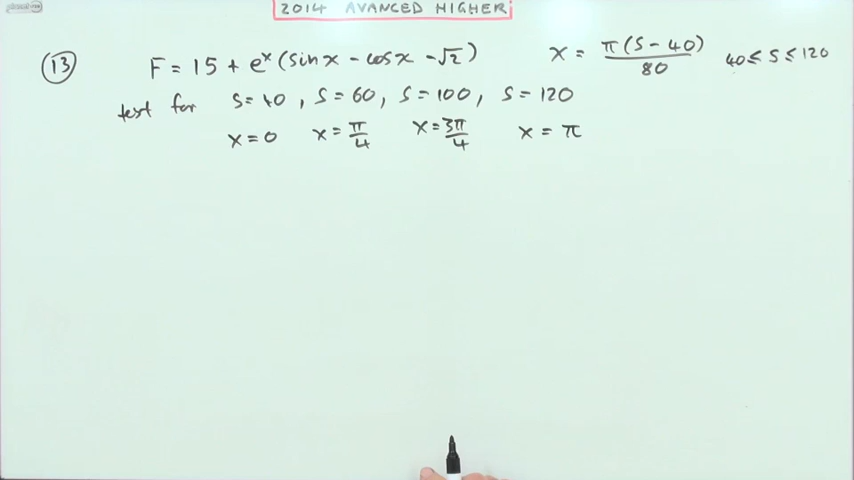 2014 AVANCED HIGHER
13 F = 15 + eˣ (sin x - cos x - √2) x = π(S - 40)/80 40 ≤ S ≤ 120
test for S = 40, S = 60, S = 100, S = 120
x = 0 x = π/4 x = 3π/4 x = π